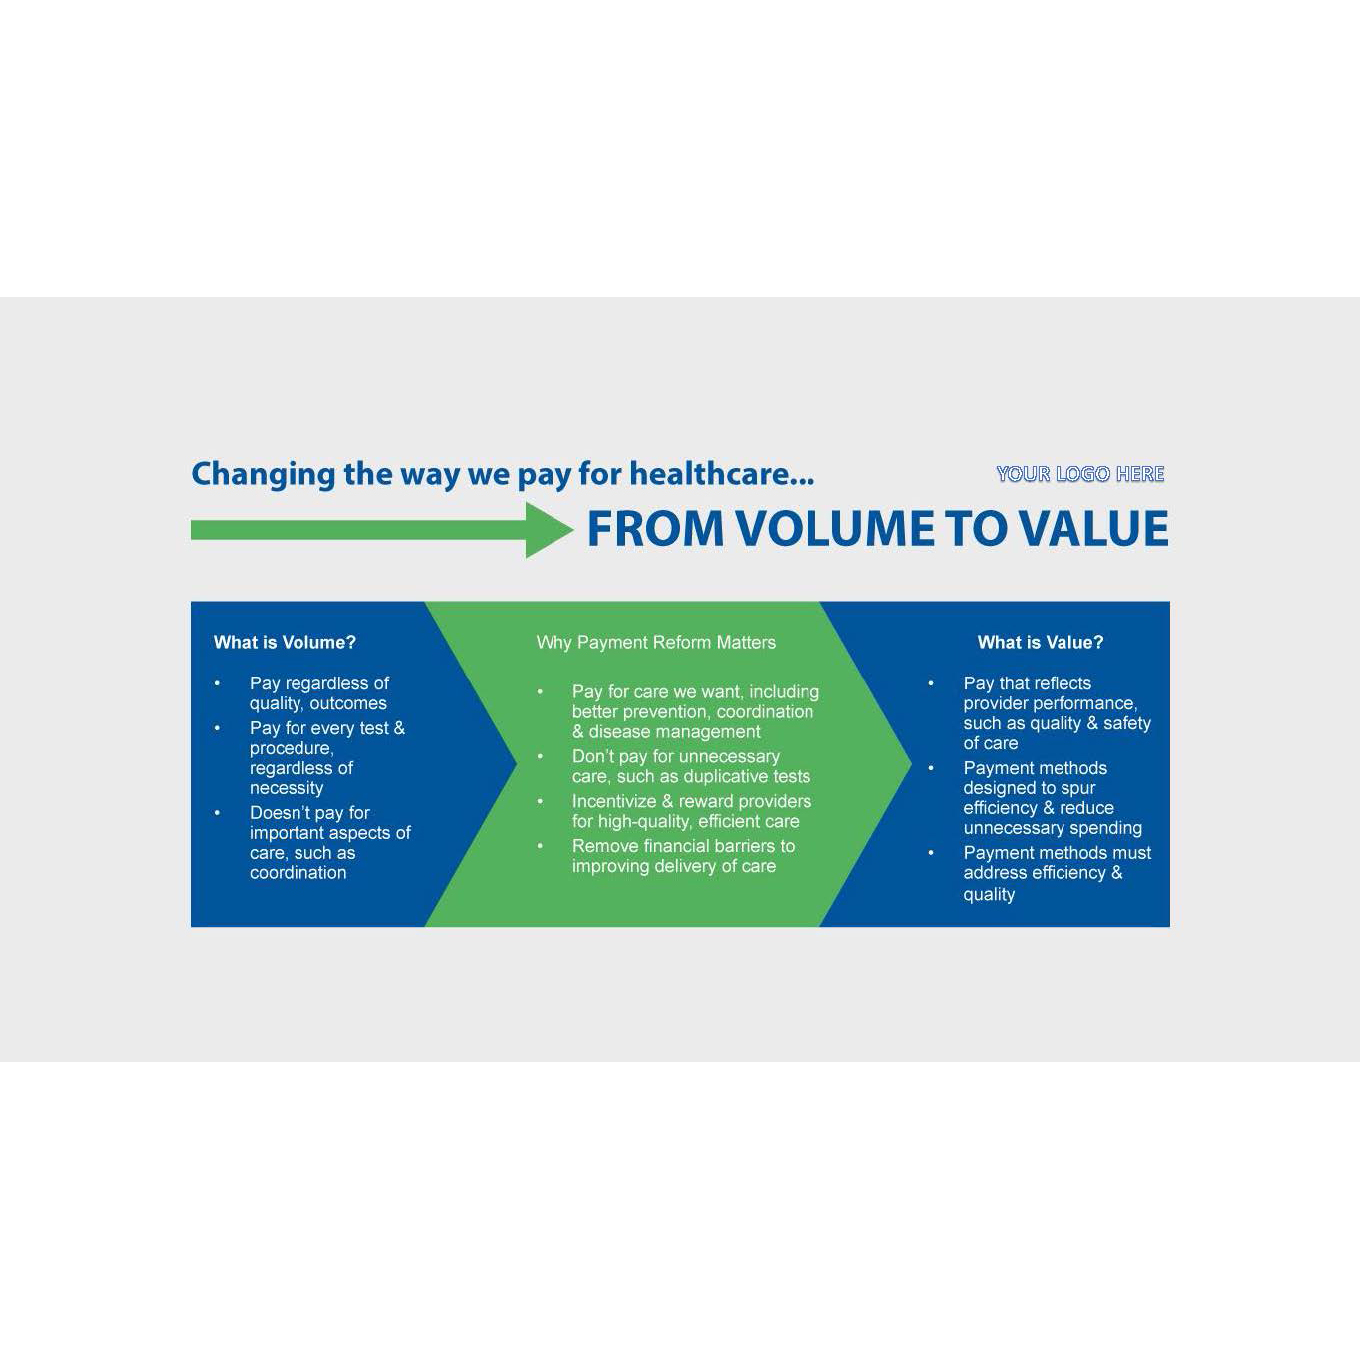 Changing the way we pay for healthcare...
YOUR LOGO HERE
FROM VOLUME TO VALUE
What is Volume?
• Pay regardless of
quality, outcomes
• Pay for every test &
procedure,
regardless of
necessity
• Doesn't pay for
important aspects of
care, such as
coordination
Why Payment Reform Matters
• Pay for care we want, including
better prevention, coordination
& disease management
• Don't pay for unnecessary
care, such as duplicative tests
• Incentivize & reward providers
for high-quality, efficient care
• Remove financial barriers to
improving delivery of care
What is Value?
• Pay that reflects
provider performance,
such as quality & safety
of care
• Payment methods
designed to spur
efficiency & reduce
unnecessary spending
• Payment methods must
address efficiency &
quality